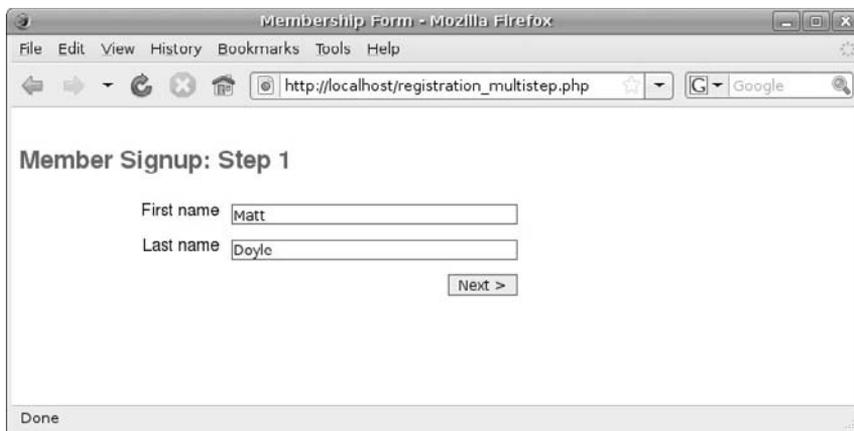 Membership Form - Mozilla Firefox
File Edit View History Bookmarks Tools Help
http://localhost/registration_multistep.php
G Google
Member Signup: Step 1
First name Matt
Last name Doyle
Next >
Done